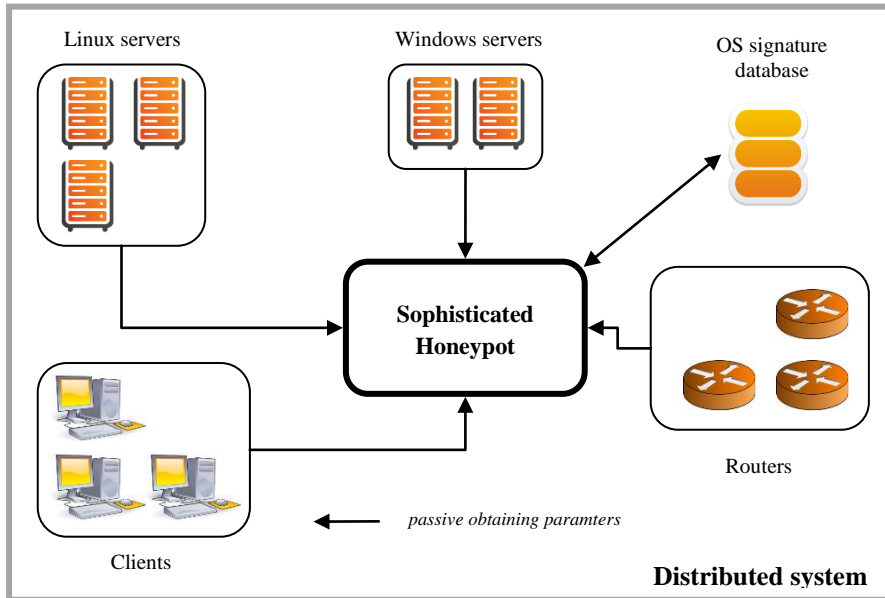 Linux servers
Windows servers
OS signature
database
Sophisticated
Honeypot
Routers
Clients
passive obtaining paramters
Distributed system